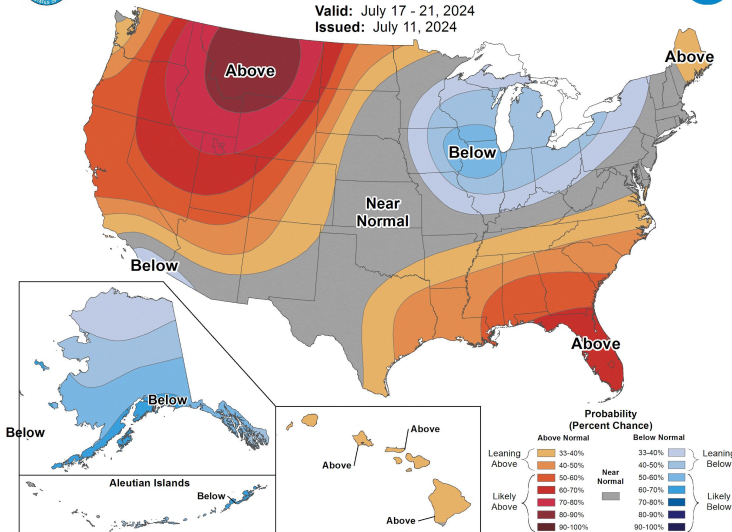 Valid: July 17 - 21, 2024
Issued: July 11, 2024
Above
Above
Below
Near
Normal
Below
Above
Below
Below
Aleutian Islands
Below
Above
Above
Above
Probability
(Percent Chance)
Above Normal
Below Normal
Leaning
Above
Likely
Above
33-40%
40-50%
50-60%
60-70%
70-80%
80-90%
90-100%
Near
Normal
33-40%
40-50%
50-60%
60-70%
70-80%
80-90%
90-100%
Leaning
Below
Likely
Below